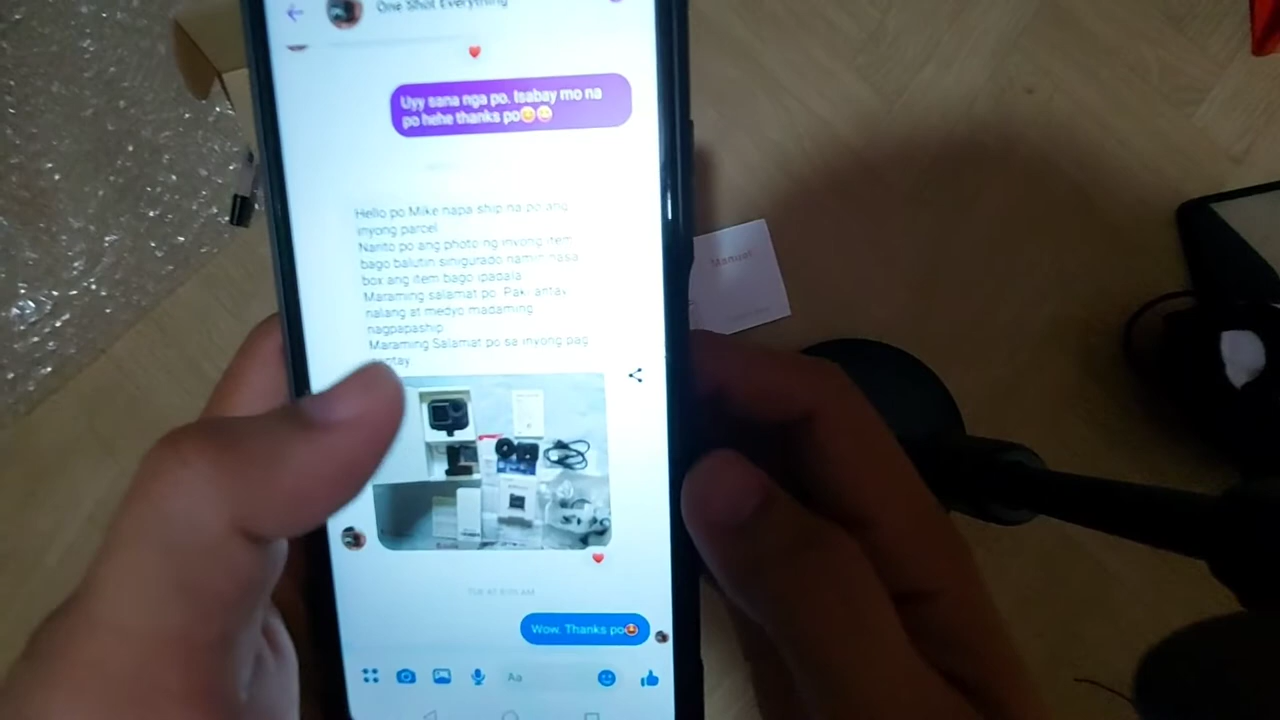 One Shot Everything
Uyy sana nga po. Isabay mo na
po hehe thanks po😄😄
Hello po Mike napa ship na po ang
inyong parcel
Narito po ang photo ng inyong item
bago balutin sinigurado namin nasa
box ang item bago ipadala
Maraming salamat po. Paki antay
nalang at medyo madaming
nagpapaship
Maraming Salamat po sa inyong pag
Manual
Wow. Thanks po🤩
Aa